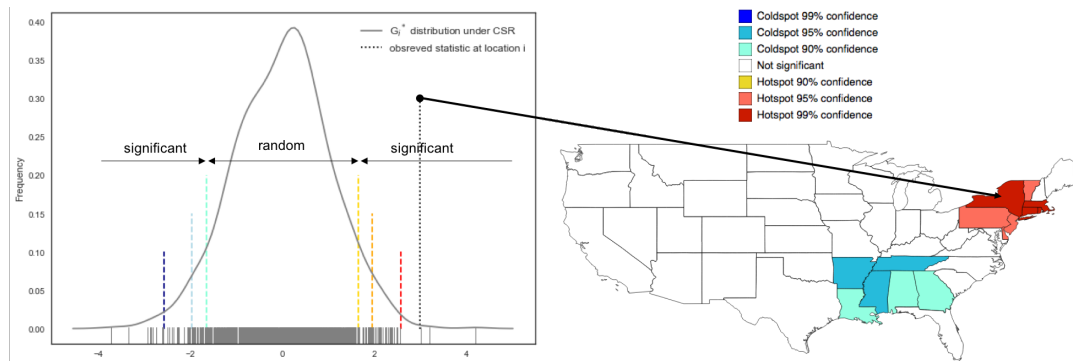 Frequency
0.40
0.35
0.30
0.25
0.20
0.15
0.10
0.05
0.00
−4
−2
0
2
4
Gi* distribution under CSR
obsreved statistic at location i
significant
random
significant
Coldspot 99% confidence
Coldspot 95% confidence
Coldspot 90% confidence
Not significant
Hotspot 90% confidence
Hotspot 95% confidence
Hotspot 99% confidence